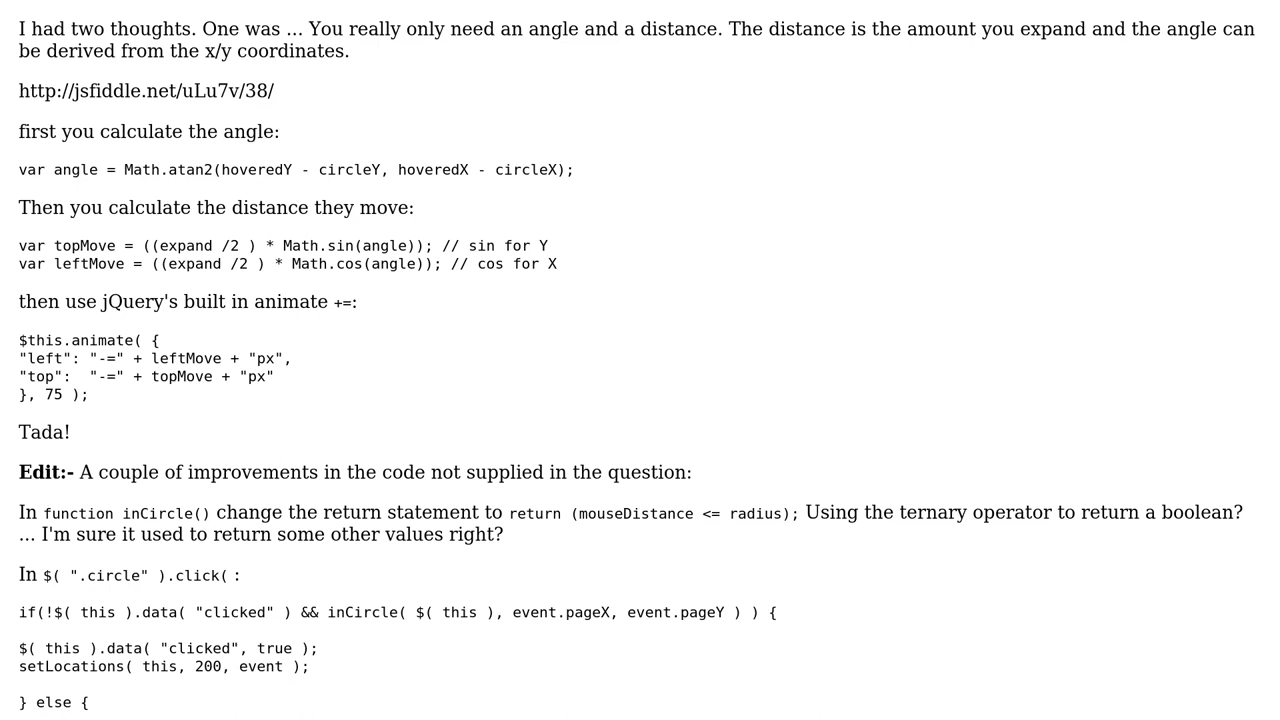 I had two thoughts. One was ... You really only need an angle and a distance. The distance is the amount you expand and the angle can
be derived from the x/y coordinates.
http://jsfiddle.net/uLu7v/38/
first you calculate the angle:
var angle = Math.atan2(hoveredY - circleY, hoveredX - circleX);
Then you calculate the distance they move:
var topMove = ((expand /2 ) * Math.sin(angle)); // sin for Y
var leftMove = ((expand /2 ) * Math.cos(angle)); // cos for X
then use jQuery's built in animate +=:
$this.animate( {
"left": "-=" + leftMove + "px",
"top":  "-=" + topMove + "px"
}, 75 );
Tada!
Edit:- A couple of improvements in the code not supplied in the question:
In function inCircle() change the return statement to return (mouseDistance <= radius); Using the ternary operator to return a boolean?
... I'm sure it used to return some other values right?
In $( ".circle" ).click( :
if(!$( this ).data( "clicked" ) && inCircle( $( this ), event.pageX, event.pageY ) ) {
$( this ).data( "clicked", true );
setLocations( this, 200, event );
} else {